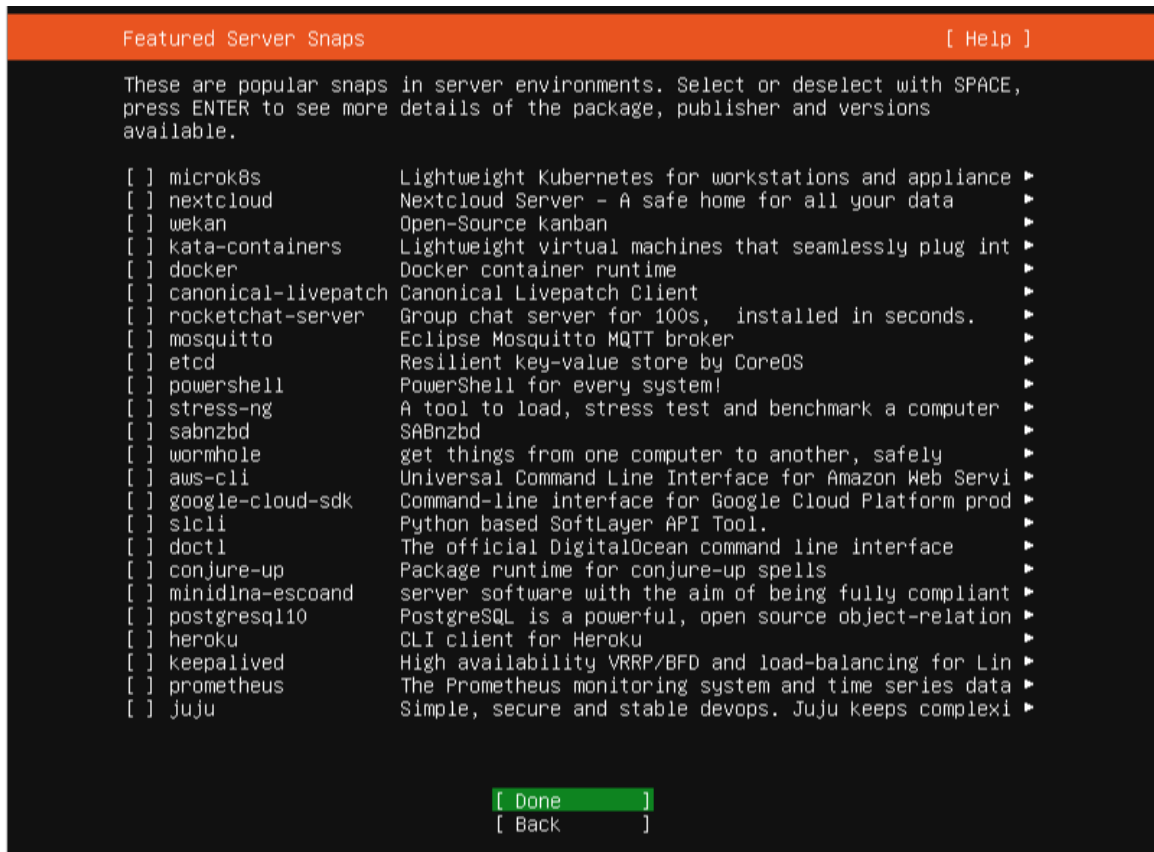 Featured Server Snaps [ Help ]
These are popular snaps in server environments. Select or deselect with SPACE,
press ENTER to see more details of the package, publisher and versions
available.
[ ] microk8s Lightweight Kubernetes for workstations and appliance ►
[ ] nextcloud Nextcloud Server – A safe home for all your data ►
[ ] wekan Open-Source kanban ►
[ ] kata-containers Lightweight virtual machines that seamlessly plug int ►
[ ] docker Docker container runtime ►
[ ] canonical-livepatch Canonical Livepatch Client ►
[ ] rocketchat-server Group chat server for 100s,  installed in seconds. ►
[ ] mosquitto Eclipse Mosquitto MQTT broker ►
[ ] etcd Resilient key-value store by CoreOS ►
[ ] powershell PowerShell for every system! ►
[ ] stress-ng A tool to load, stress test and benchmark a computer ►
[ ] sabnzbd SABnzbd ►
[ ] wormhole get things from one computer to another, safely ►
[ ] aws-cli Universal Command Line Interface for Amazon Web Servi ►
[ ] google-cloud-sdk Command-line interface for Google Cloud Platform prod ►
[ ] slcli Python based SoftLayer API Tool. ►
[ ] doctl The official DigitalOcean command line interface ►
[ ] conjure-up Package runtime for conjure-up spells ►
[ ] minidlna-escoand server software with the aim of being fully compliant ►
[ ] postgresql10 PostgreSQL is a powerful, open source object-relation ►
[ ] heroku CLI client for Heroku ►
[ ] keepalived High availability VRRP/BFD and load-balancing for Lin ►
[ ] prometheus The Prometheus monitoring system and time series data ►
[ ] juju Simple, secure and stable devops. Juju keeps complexi ►
[ Done ]
[ Back ]